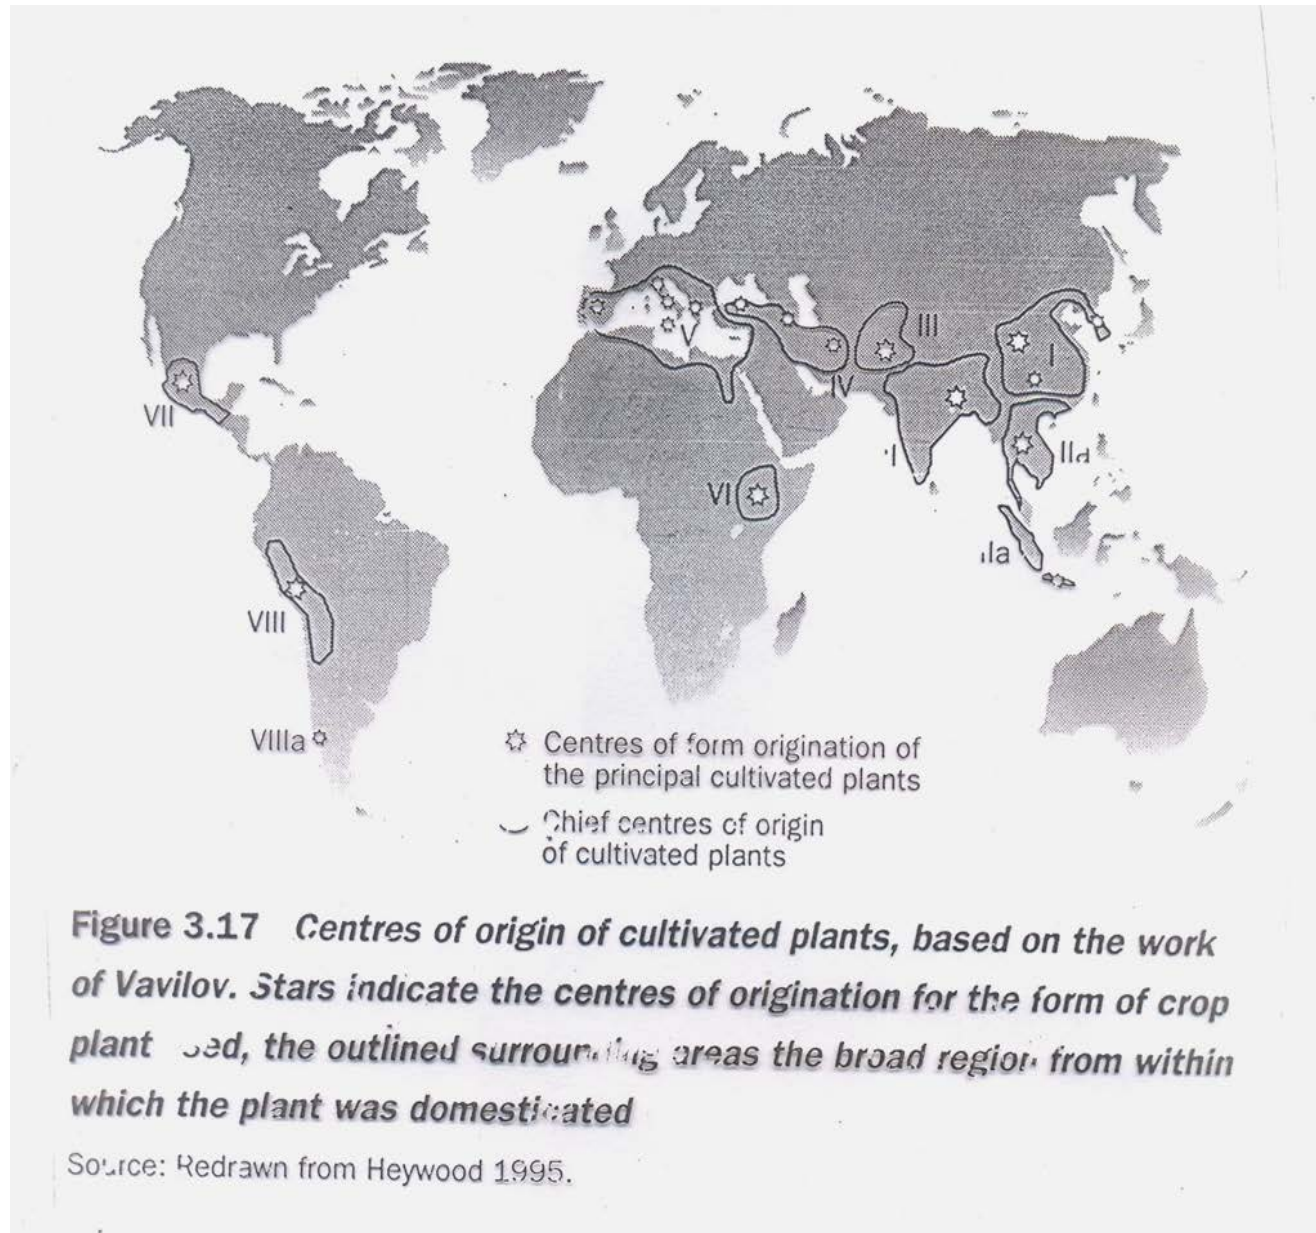 III
I
V
IV
VII
IId
VI
VIII
VIIIa
Centres of form origination of
the principal cultivated plants
Chief centres of origin
of cultivated plants
Figure 3.17 Centres of origin of cultivated plants, based on the work
of Vavilov. Stars indicate the centres of origination for the form of crop
plant the outlined surrounding areas the broad region from within
which the plant was domesticated
Source: Redrawn from Heywood 1995.